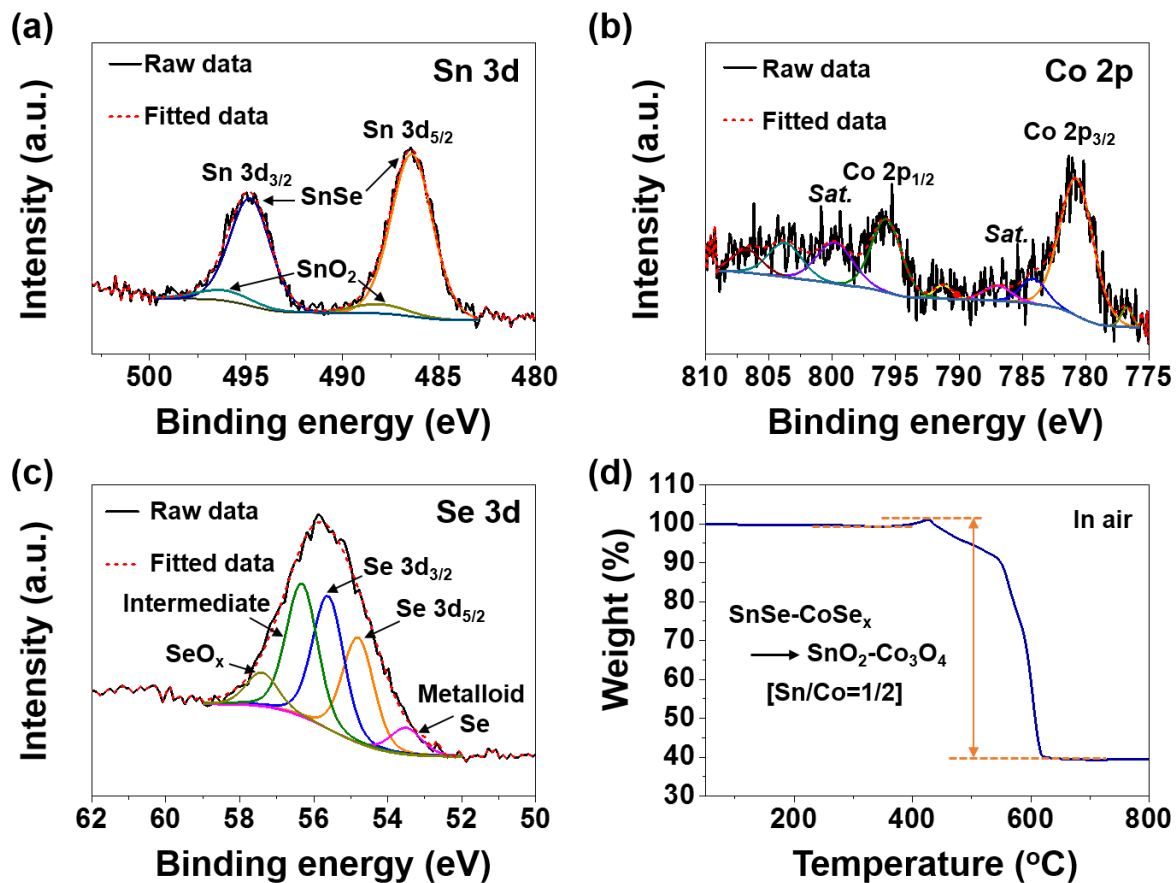 (a)
Raw data
Fitted data
Sn 3d
Sn 3d5/2
Sn 3d3/2
SnSe
SnO2
Intensity (a.u.)
500 495 490 485 480
Binding energy (eV)
(b)
Raw data
Fitted data
Co 2p
Co 2p3/2
Co 2p1/2
Sat.
Sat.
Intensity (a.u.)
810 805 800 795 790 785 780 775
Binding energy (eV)
(c)
Raw data
Fitted data
Se 3d
Se 3d3/2
Intermediate
Se 3d5/2
SeOx
Metalloid
Se
Intensity (a.u.)
62 60 58 56 54 52 50
Binding energy (eV)
(d)
In air
110
100
90
80
70
60
50
40
30
Weight (%)
SnSe-CoSex
SnO2-Co3O4
[Sn/Co=1/2]
200 400 600 800
Temperature (oC)